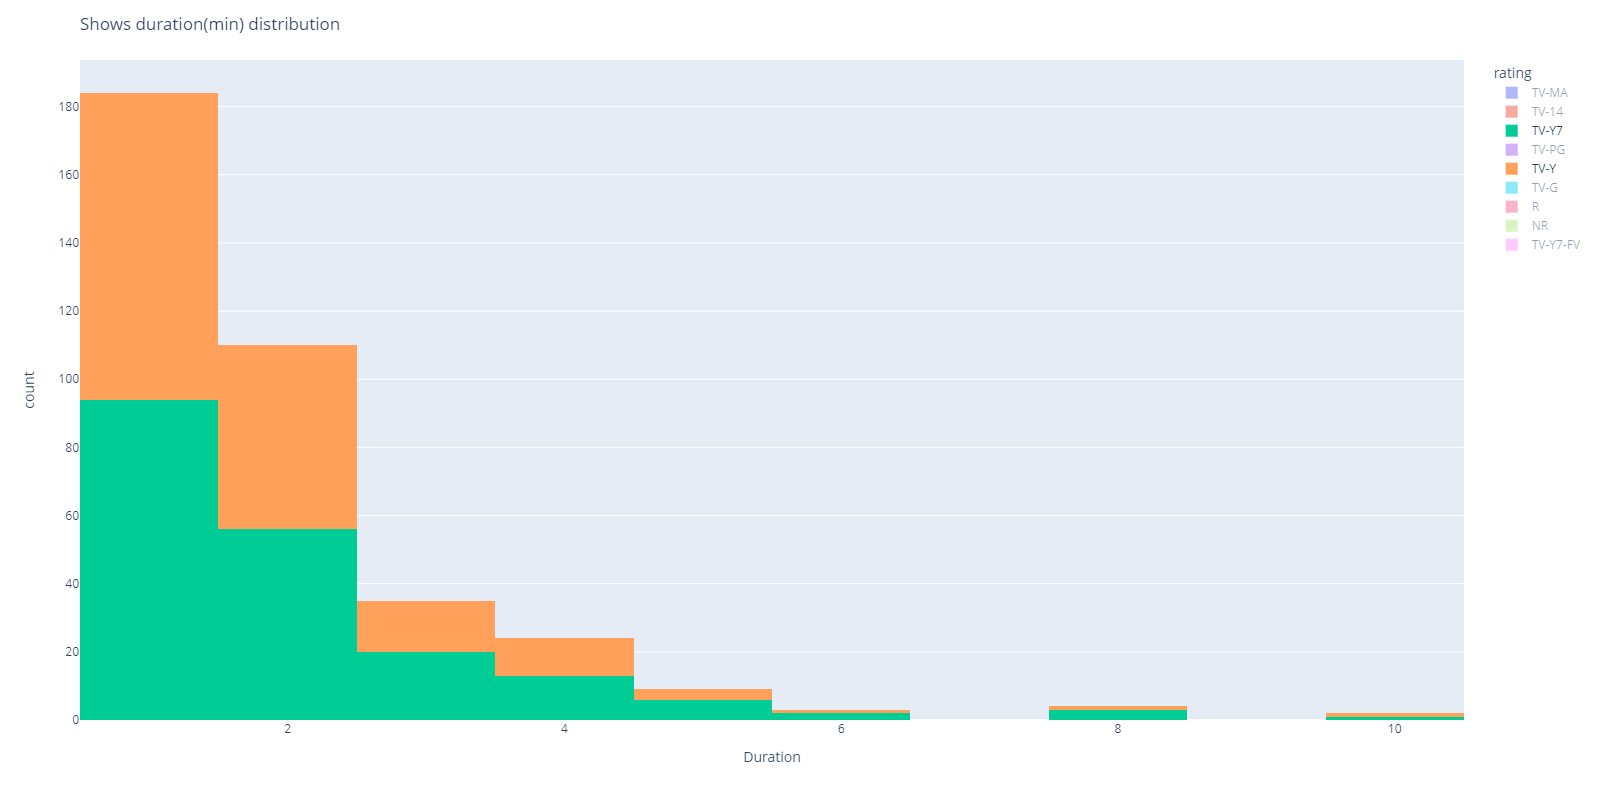 Shows duration(min) distribution
rating
TV-MA
TV-14
TV-Y7
TV-PG
TV-Y
TV-G
R
NR
TV-Y7-FV
count
180
160
140
120
100
80
60
40
20
0
2 4 6 8 10
Duration